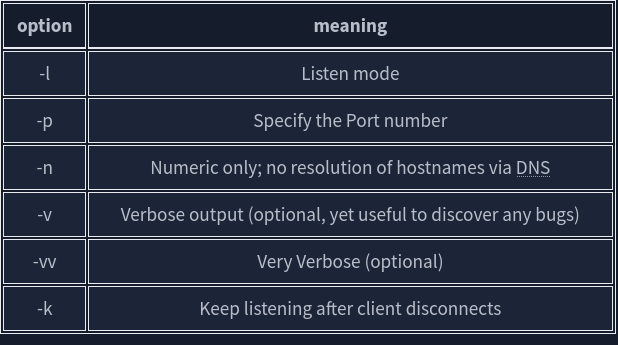 option meaning
-l Listen mode
-p Specify the Port number
-n Numeric only; no resolution of hostnames via DNS
-v Verbose output (optional, yet useful to discover any bugs)
-vv Very Verbose (optional)
-k Keep listening after client disconnects